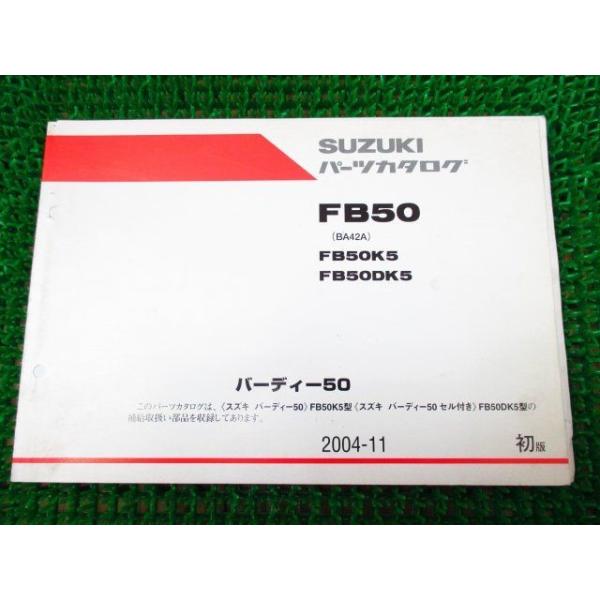 SUZUKI
パーツカタログ
FB50
(BA42A)
FB50K5
FB50DK5
バーディー50
このパーツカタログは、〈スズキ バーディー50〉FB50K5型〈スズキ バーディー50 セル付き〉FB50DK5型の
補給取扱い部品を収録してあります。
2004-11 初版